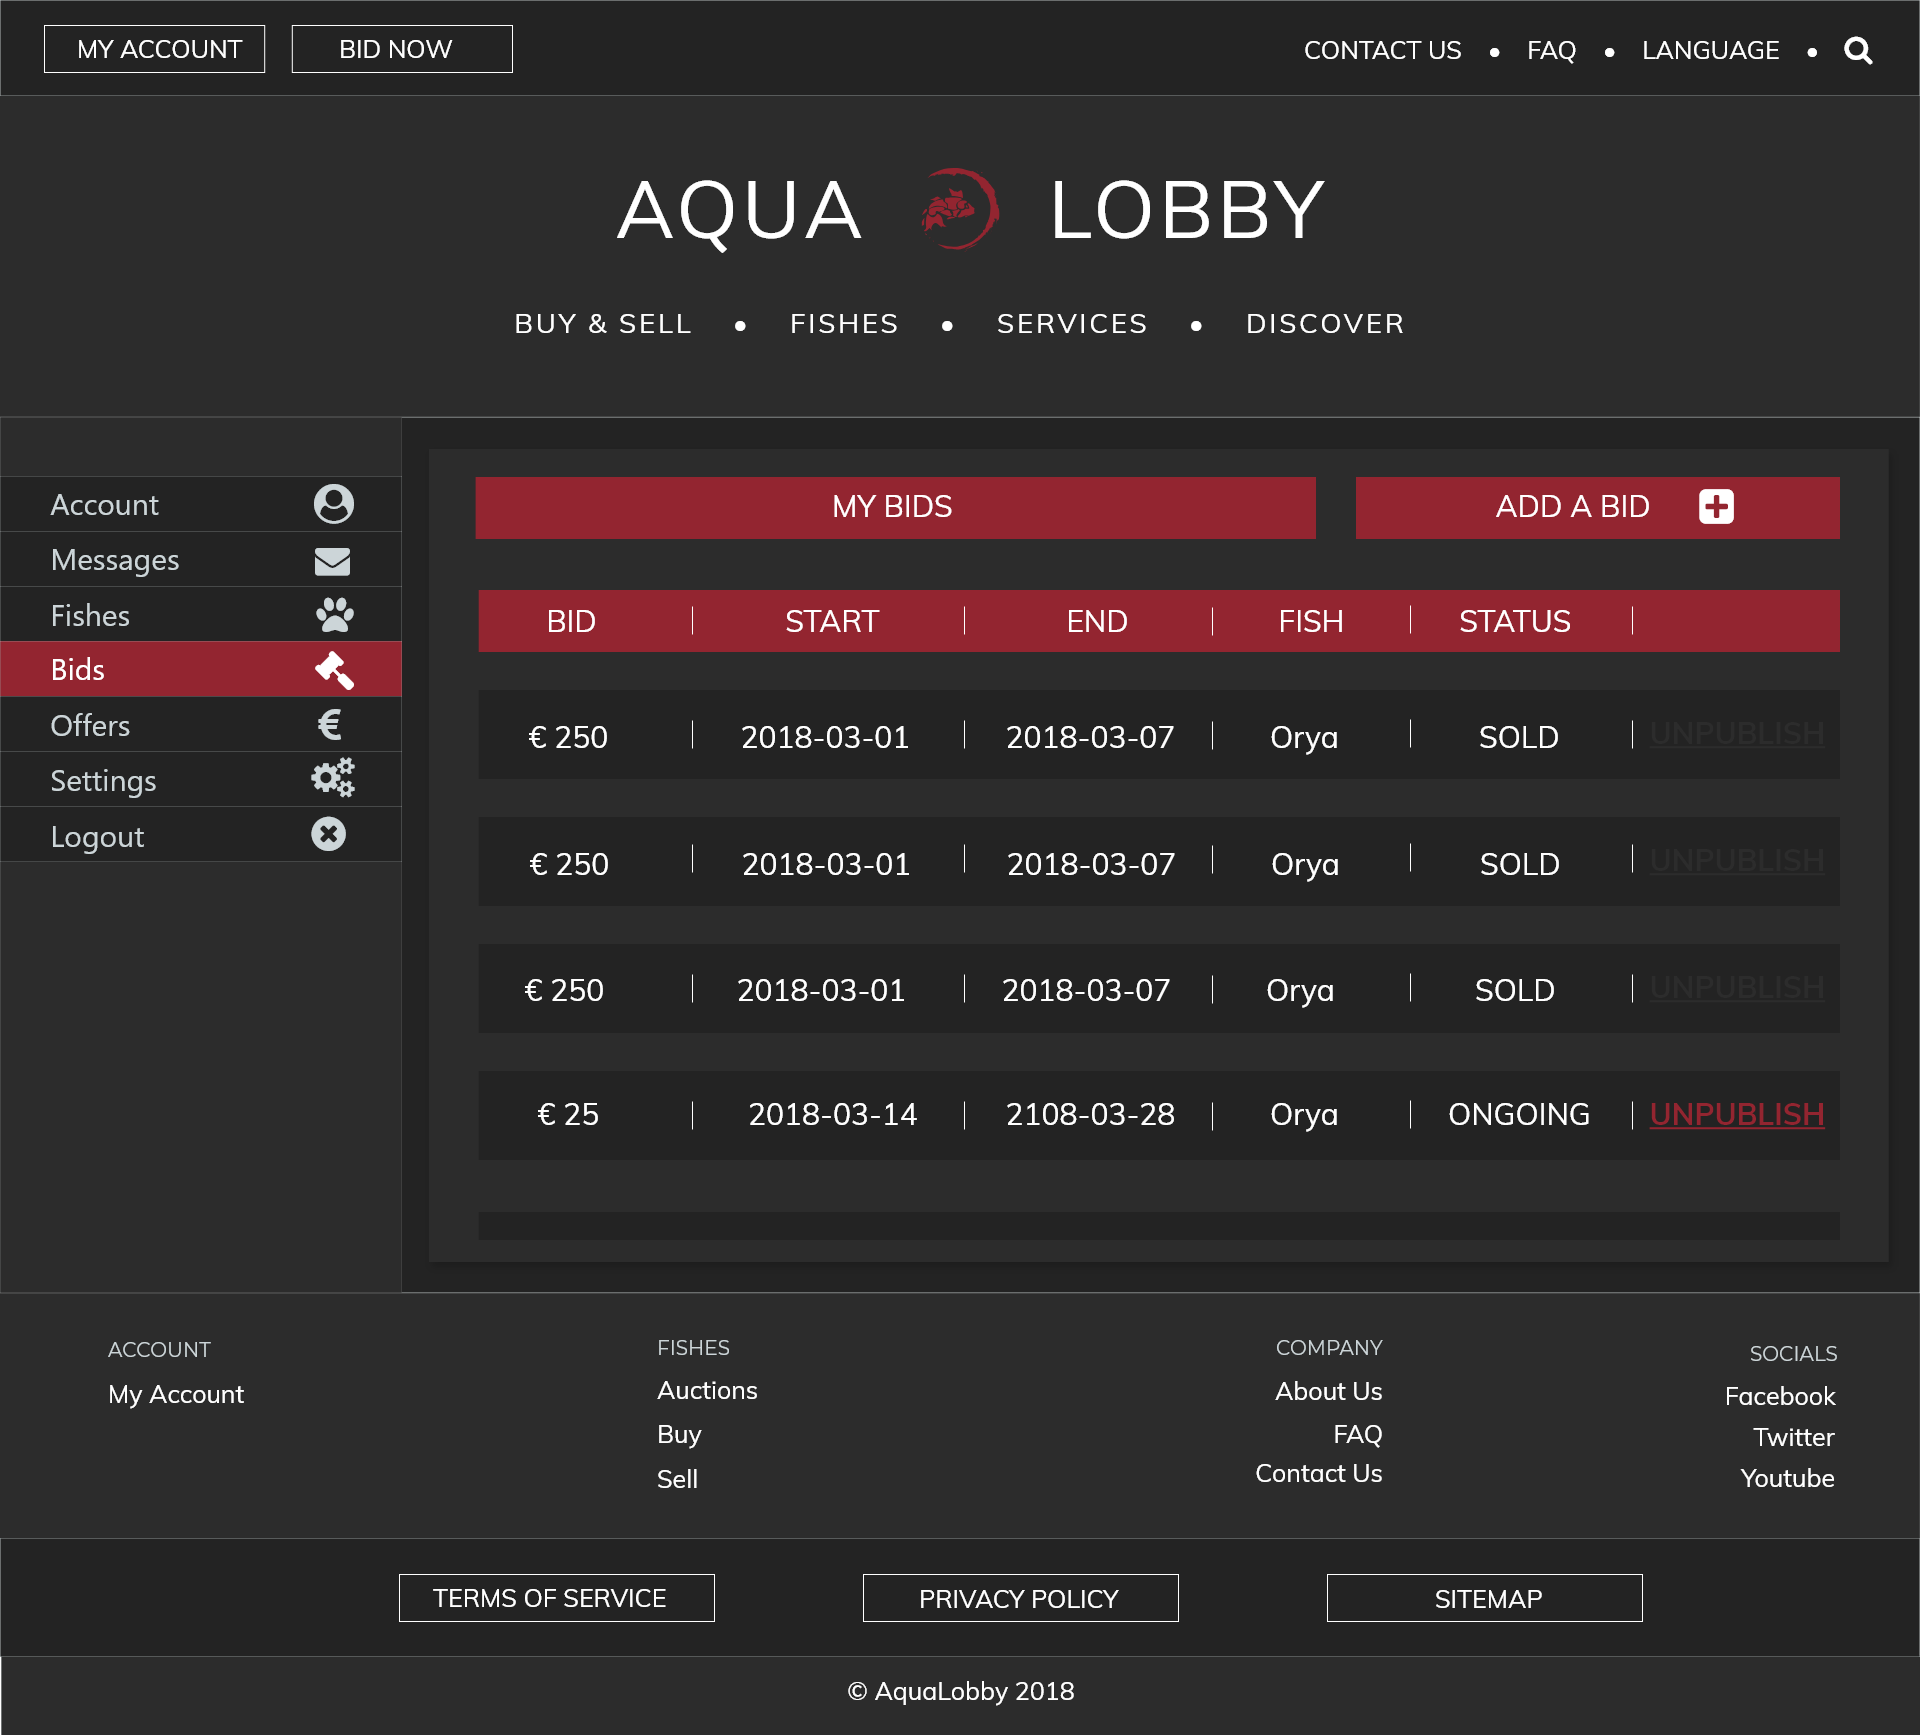 MY ACCOUNT BID NOW CONTACT US • FAQ • LANGUAGE •
AQUA LOBBY
BUY & SELL • FISHES • SERVICES • DISCOVER
Account
Messages
Fishes
Bids
Offers
Settings
Logout
MY BIDS ADD A BID
BID | START | END | FISH | STATUS |
€ 250 | 2018-03-01 | 2018-03-07 | Orya | SOLD | UNPUBLISH
€ 250 | 2018-03-01 | 2018-03-07 | Orya | SOLD | UNPUBLISH
€ 250 | 2018-03-01 | 2018-03-07 | Orya | SOLD | UNPUBLISH
€ 25 | 2018-03-14 | 2108-03-28 | Orya | ONGOING | UNPUBLISH
ACCOUNT
My Account
FISHES
Auctions
Buy
Sell
COMPANY
About Us
FAQ
Contact Us
SOCIALS
Facebook
Twitter
Youtube
TERMS OF SERVICE PRIVACY POLICY SITEMAP
© AquaLobby 2018